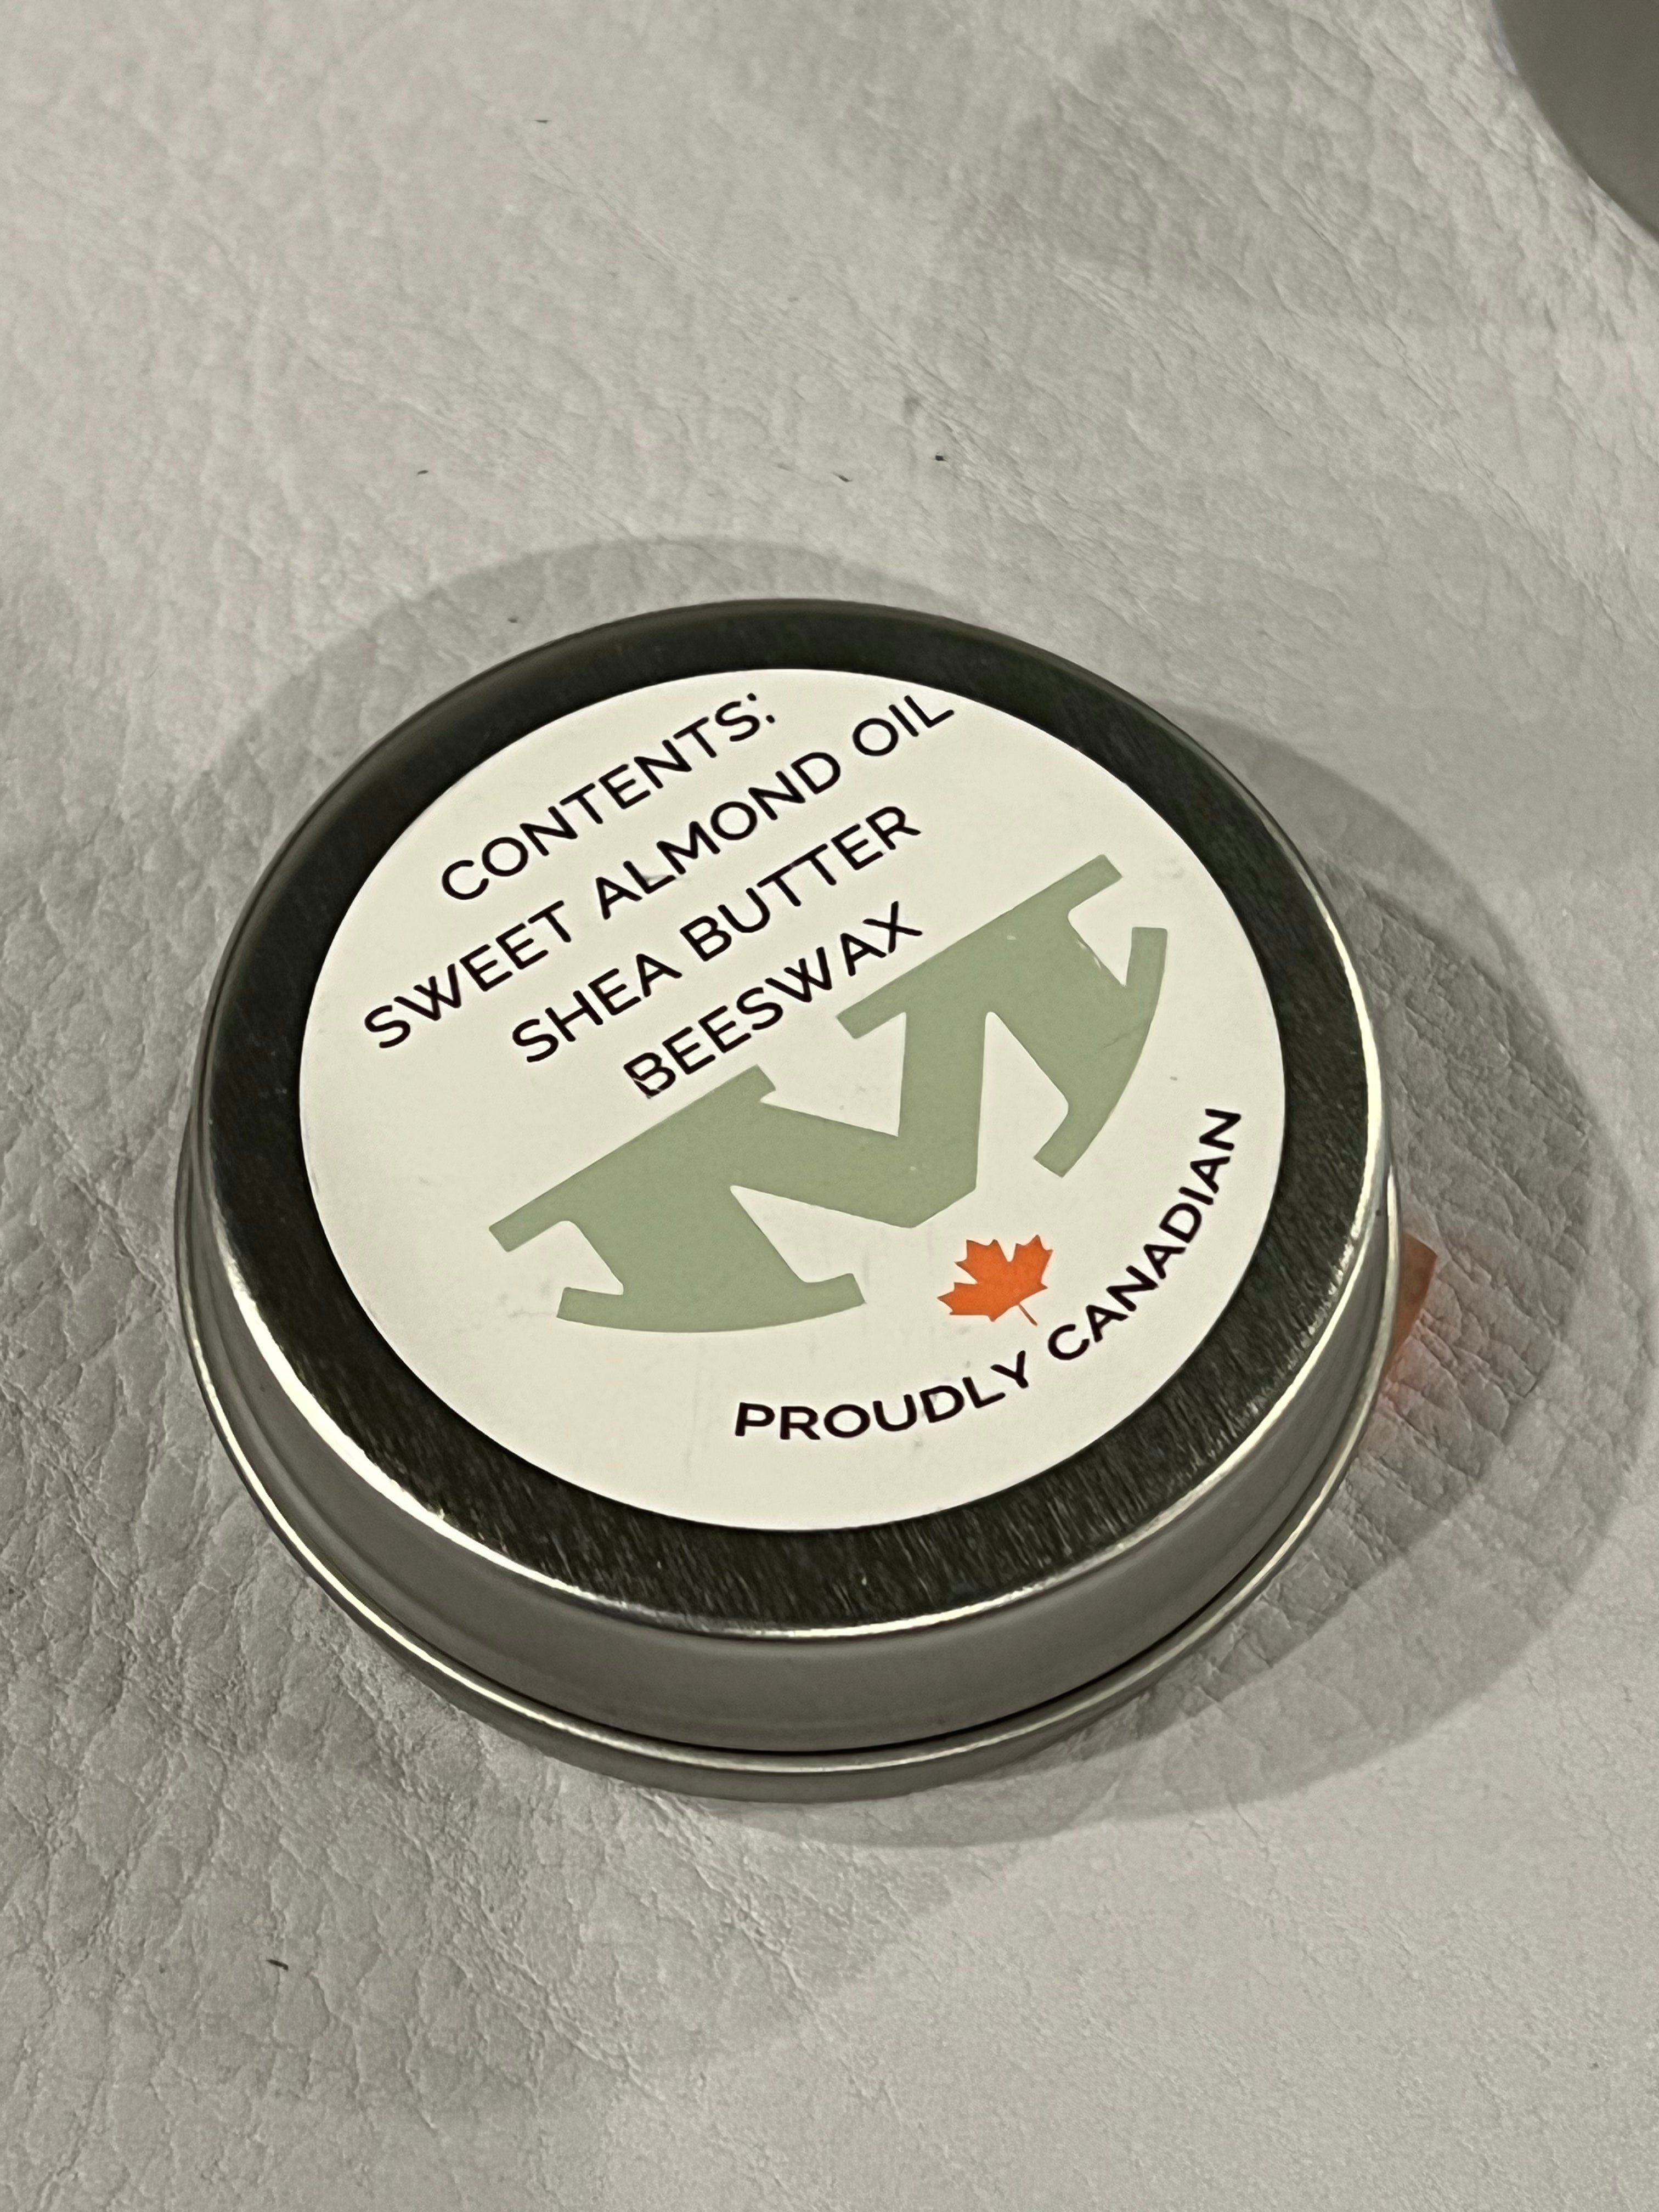 CONTENTS:
SWEET ALMOND OIL
SHEA BUTTER
BEESWAX
M
PROUDLY CANADIAN